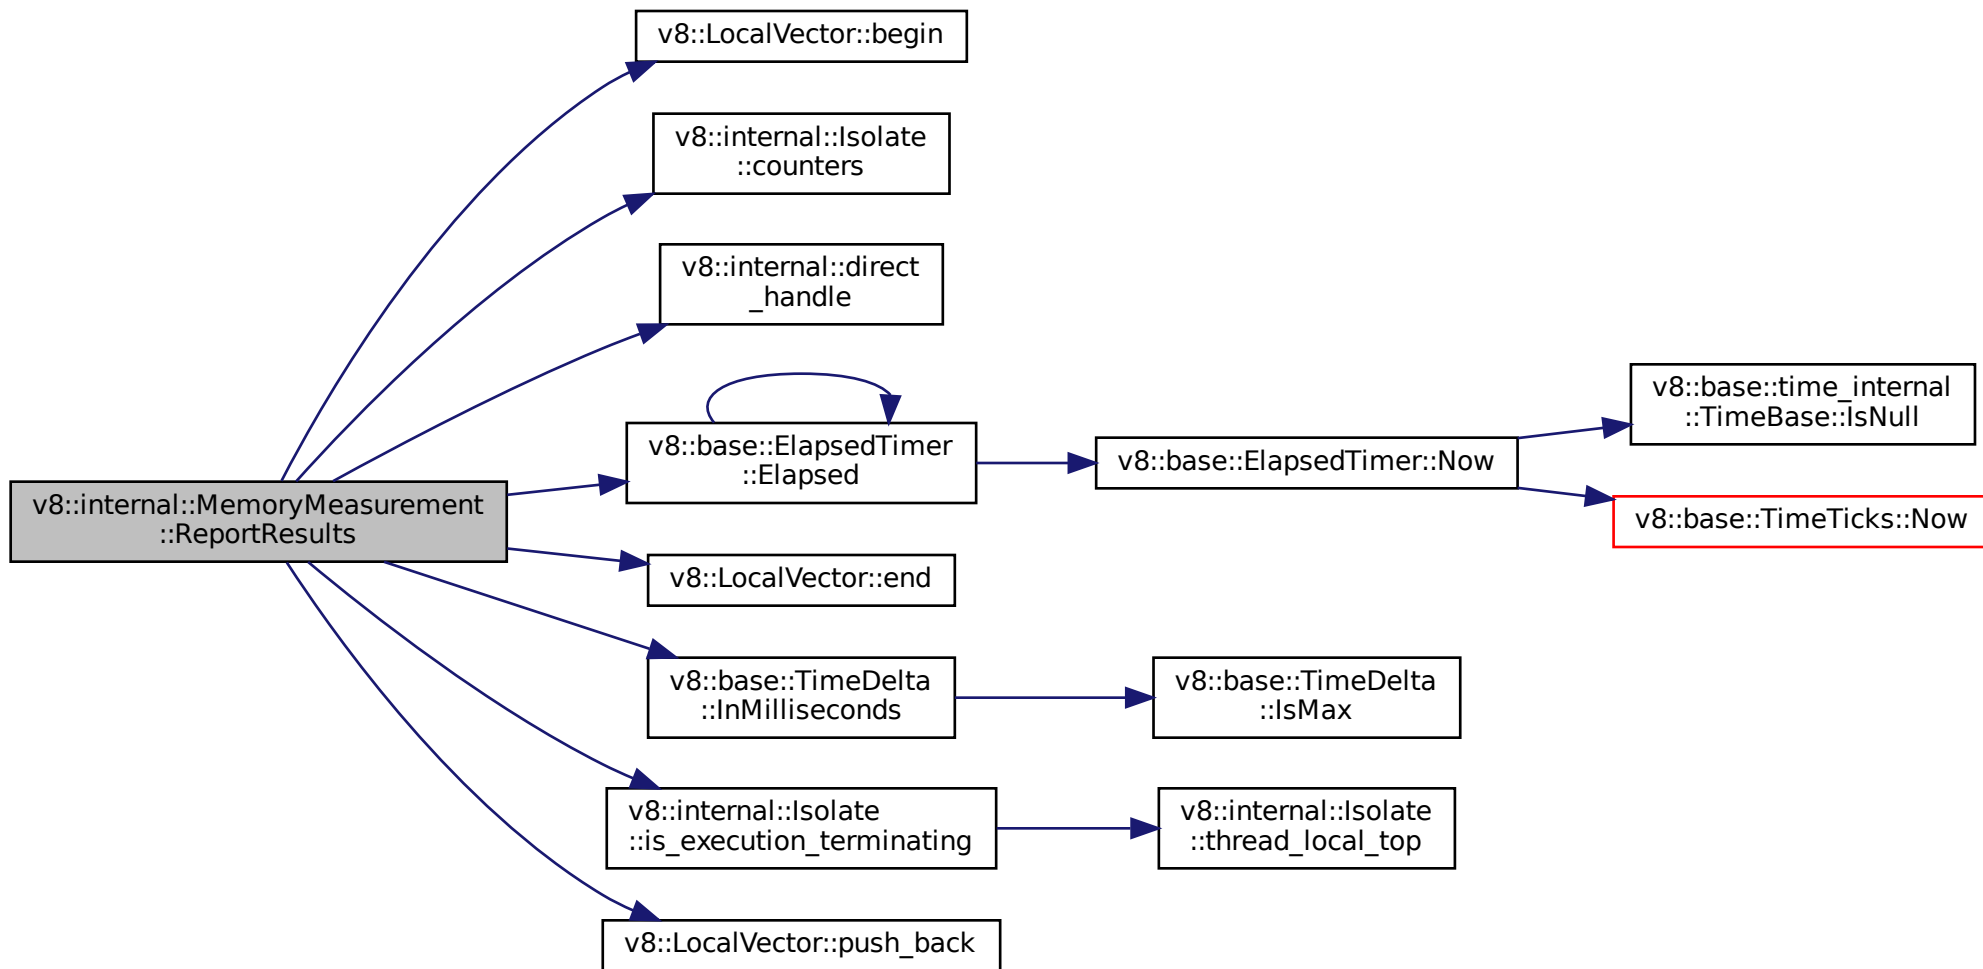 v8::LocalVector::begin
v8::internal::Isolate
::counters
v8::internal::direct
_handle
v8::base::time_internal
::TimeBase::IsNull
v8::base::ElapsedTimer
::Elapsed
v8::base::ElapsedTimer::Now
v8::internal::MemoryMeasurement
::ReportResults
v8::base::TimeTicks::Now
v8::LocalVector::end
v8::base::TimeDelta
::InMilliseconds
v8::base::TimeDelta
::IsMax
v8::internal::Isolate
::is_execution_terminating
v8::internal::Isolate
::thread_local_top
v8::LocalVector::push_back